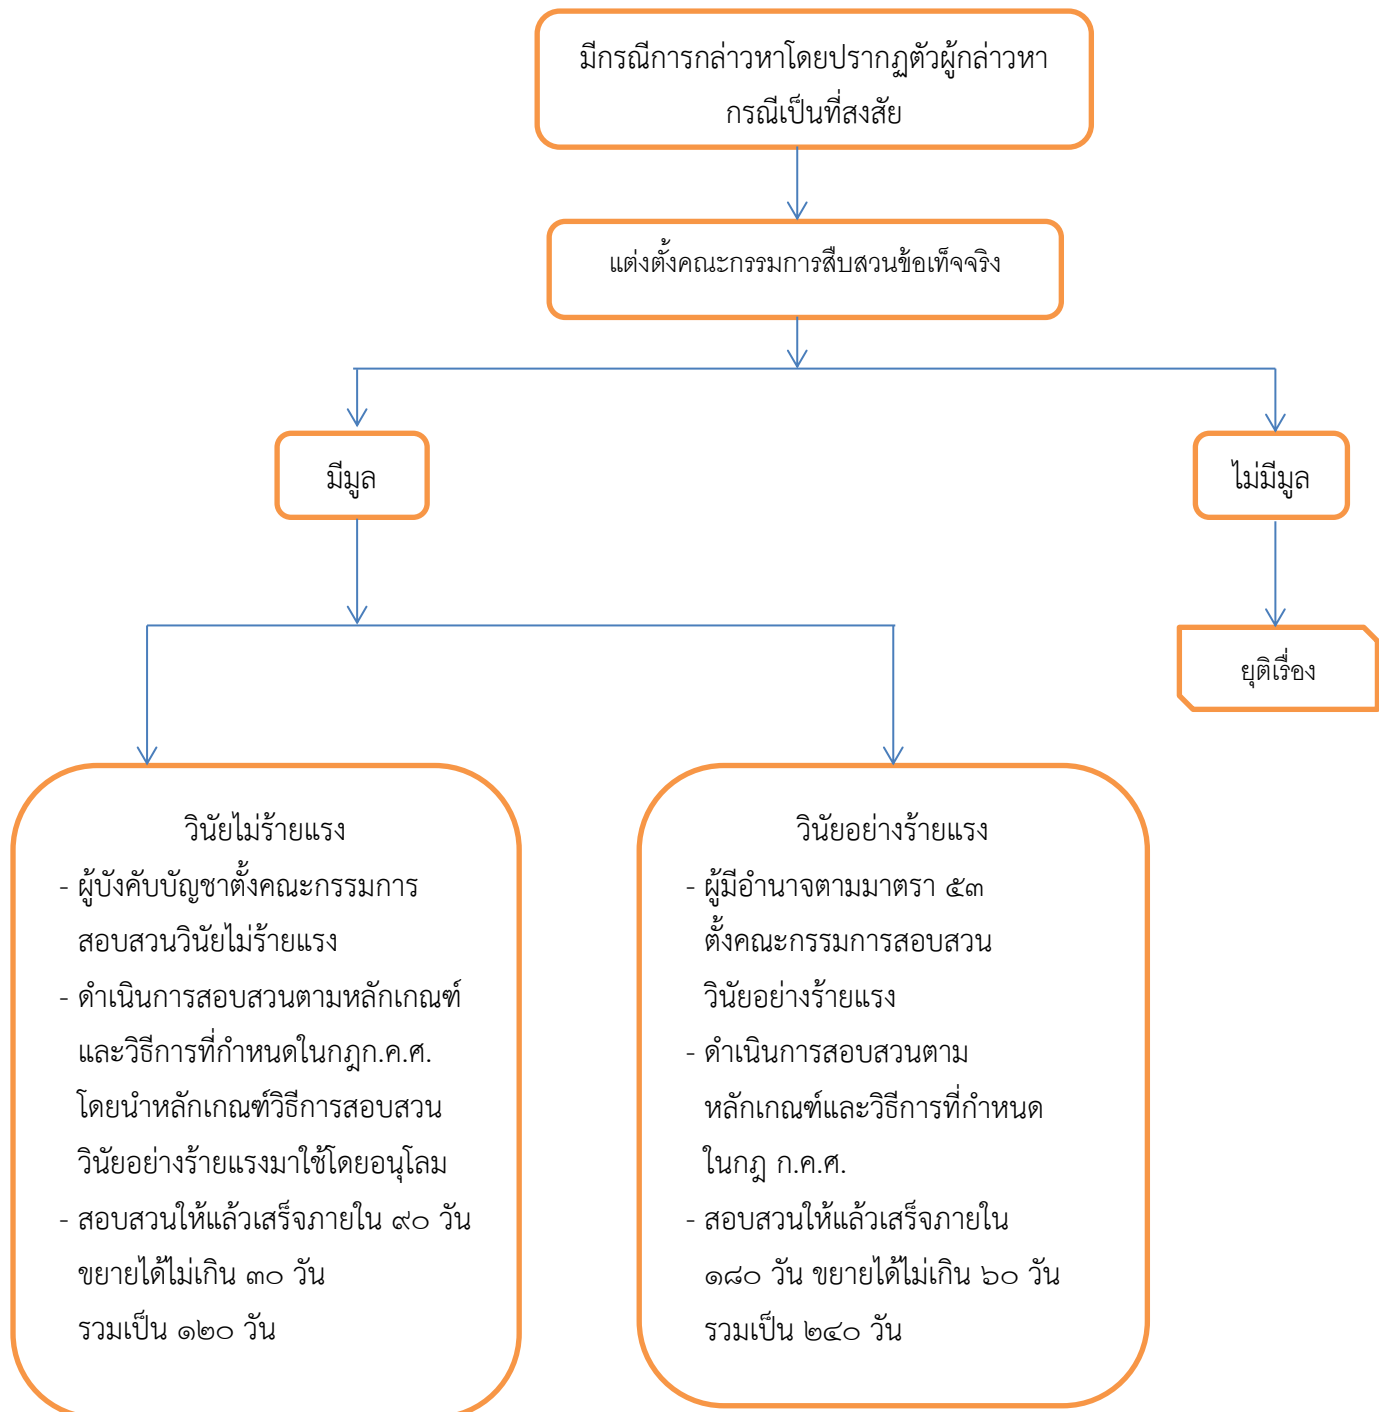 มีกรณีการกล่าวหาโดยปรากฏตัวผู้กล่าวหา
กรณีเป็นที่สงสัย
แต่งตั้งคณะกรรมการสืบสวนข้อเท็จจริง
มีมูล
ไม่มีมูล
ยุติเรื่อง
วินัยไม่ร้ายแรง
- ผู้บังคับบัญชาตั้งคณะกรรมการ
สอบสวนวินัยไม่ร้ายแรง
- ดำเนินการสอบสวนตามหลักเกณฑ์
และวิธีการที่กำหนดในกฎก.ค.ศ.
โดยนำหลักเกณฑ์วิธีการสอบสวน
วินัยอย่างร้ายแรงมาใช้โดยอนุโลม
- สอบสวนให้แล้วเสร็จภายใน ๙๐ วัน
ขยายได้ไม่เกิน ๓๐ วัน
รวมเป็น ๑๒๐ วัน
วินัยอย่างร้ายแรง
- ผู้มีอำนาจตามมาตรา ๕๓
ตั้งคณะกรรมการสอบสวน
วินัยอย่างร้ายแรง
- ดำเนินการสอบสวนตาม
หลักเกณฑ์และวิธีการที่กำหนด
ในกฎ ก.ค.ศ.
- สอบสวนให้แล้วเสร็จภายใน
๑๘๐ วัน ขยายได้ไม่เกิน ๖๐ วัน
รวมเป็น ๒๔๐ วัน